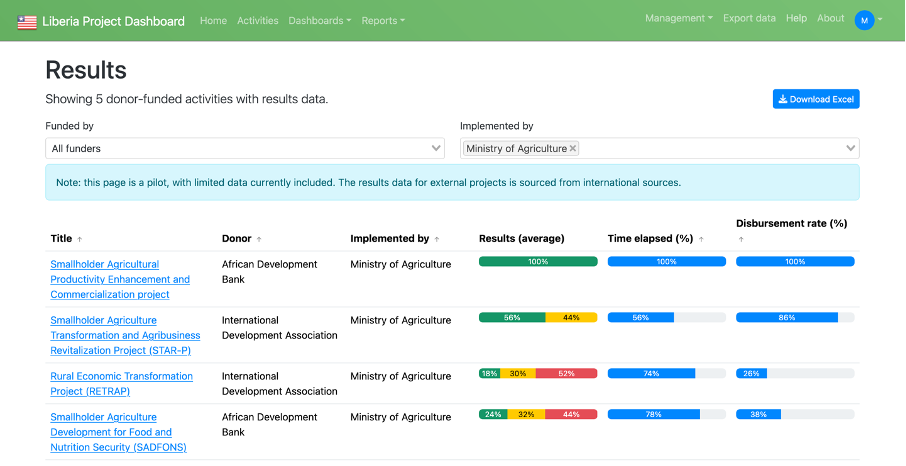 Liberia Project Dashboard Home Activities Dashboards Reports Management Export data Help About M
Results
Showing 5 donor-funded activities with results data.
Download Excel
Funded by Implemented by
All funders Ministry of Agriculture ×
Note: this page is a pilot, with limited data currently included. The results data for external projects is sourced from international sources.
Title ↑ Donor ↑ Implemented by ↑ Results (average) Time elapsed (%) ↑ Disbursement rate (%) ↑
Smallholder Agricultural
Productivity Enhancement and
Commercialization project
African Development
Bank
Ministry of Agriculture
100% 100% 100%
Smallholder Agriculture
Transformation and Agribusiness
Revitalization Project (STAR-P)
International
Development Association
Ministry of Agriculture
56% 44% 56% 86%
Rural Economic Transformation
Project (RETRAP)
International
Development Association
Ministry of Agriculture
18% 30% 52% 74% 26%
Smallholder Agriculture
Development for Food and
Nutrition Security (SADFONS)
African Development
Bank
Ministry of Agriculture
24% 32% 44% 78% 38%